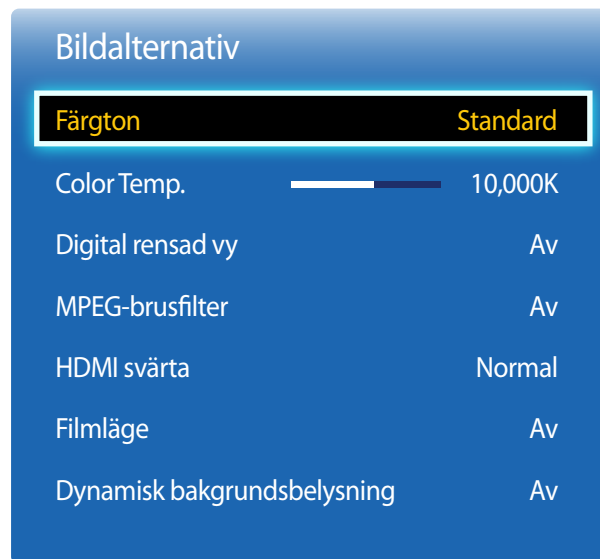 Bildalternativ
Färgton Standard
Color Temp. 10,000K
Digital rensad vy Av
MPEG-brusfilter Av
HDMI svärta Normal
Filmläge Av
Dynamisk bakgrundsbelysning Av